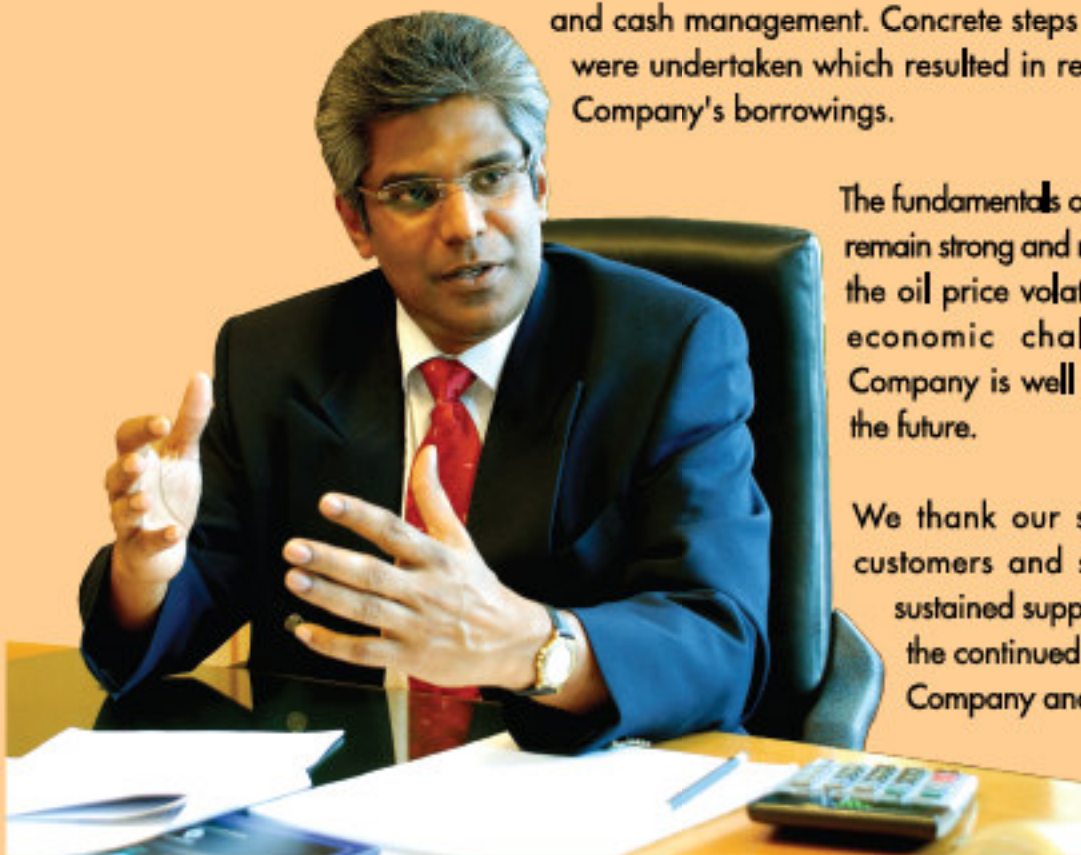 and cash management. Concrete steps
were undertaken which resulted in re
Company's borrowings.
The fundamentals o
remain strong and
the oil price volat
economic chal
Company is well
the future.
We thank our s
customers and s
sustained supp
the continued
Company and